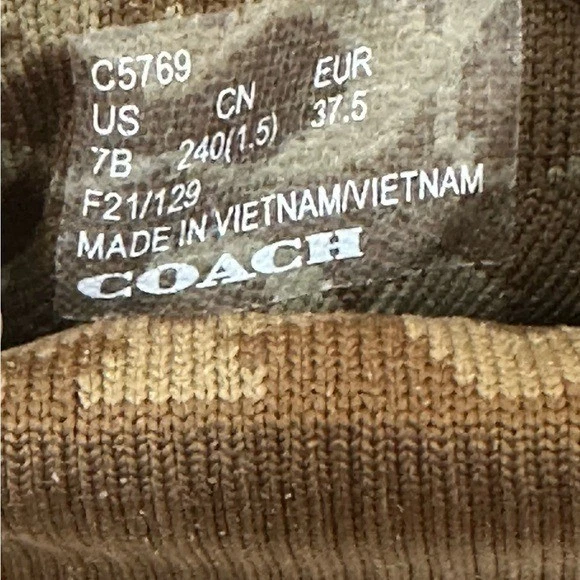 C5769
US CN EUR
7B 240(1.5) 37.5
F21/129
MADE IN VIETNAM/VIETNAM
COACH